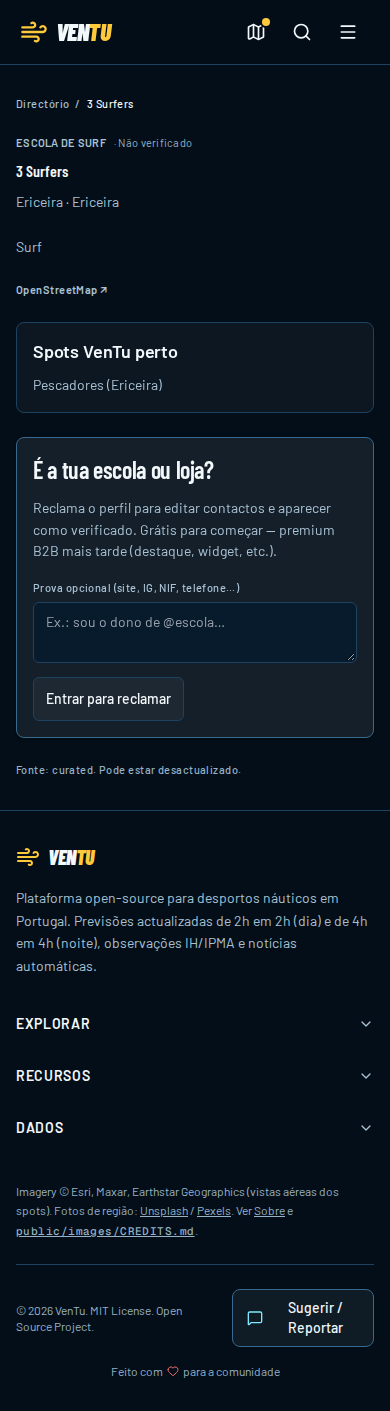 VENTU
Directório / 3 Surfers
ESCOLA DE SURF · Não verificado
3 Surfers
Ericeira · Ericeira
Surf
OpenStreetMap
Spots VenTu perto
Pescadores (Ericeira)
É a tua escola ou loja?
Reclama o perfil para editar contactos e aparecer
como verificado. Grátis para começar — premium
B2B mais tarde (destaque, widget, etc.).
Prova opcional (site, IG, NIF, telefone…)
Ex.: sou o dono de @escola…
Entrar para reclamar
Fonte: curated. Pode estar desactualizado.
VENTU
Plataforma open-source para desportos náuticos em
Portugal. Previsões actualizadas de 2h em 2h (dia) e de 4h
em 4h (noite), observações IH/IPMA e notícias
automáticas.
EXPLORAR
RECURSOS
DADOS
Imagery © Esri, Maxar, Earthstar Geographics (vistas aéreas dos
spots). Fotos de região: Unsplash / Pexels. Ver Sobre e
public/images/CREDITS.md.
© 2026 VenTu. MIT License. Open
Source Project.
Sugerir /
Reportar
Feito com para a comunidade